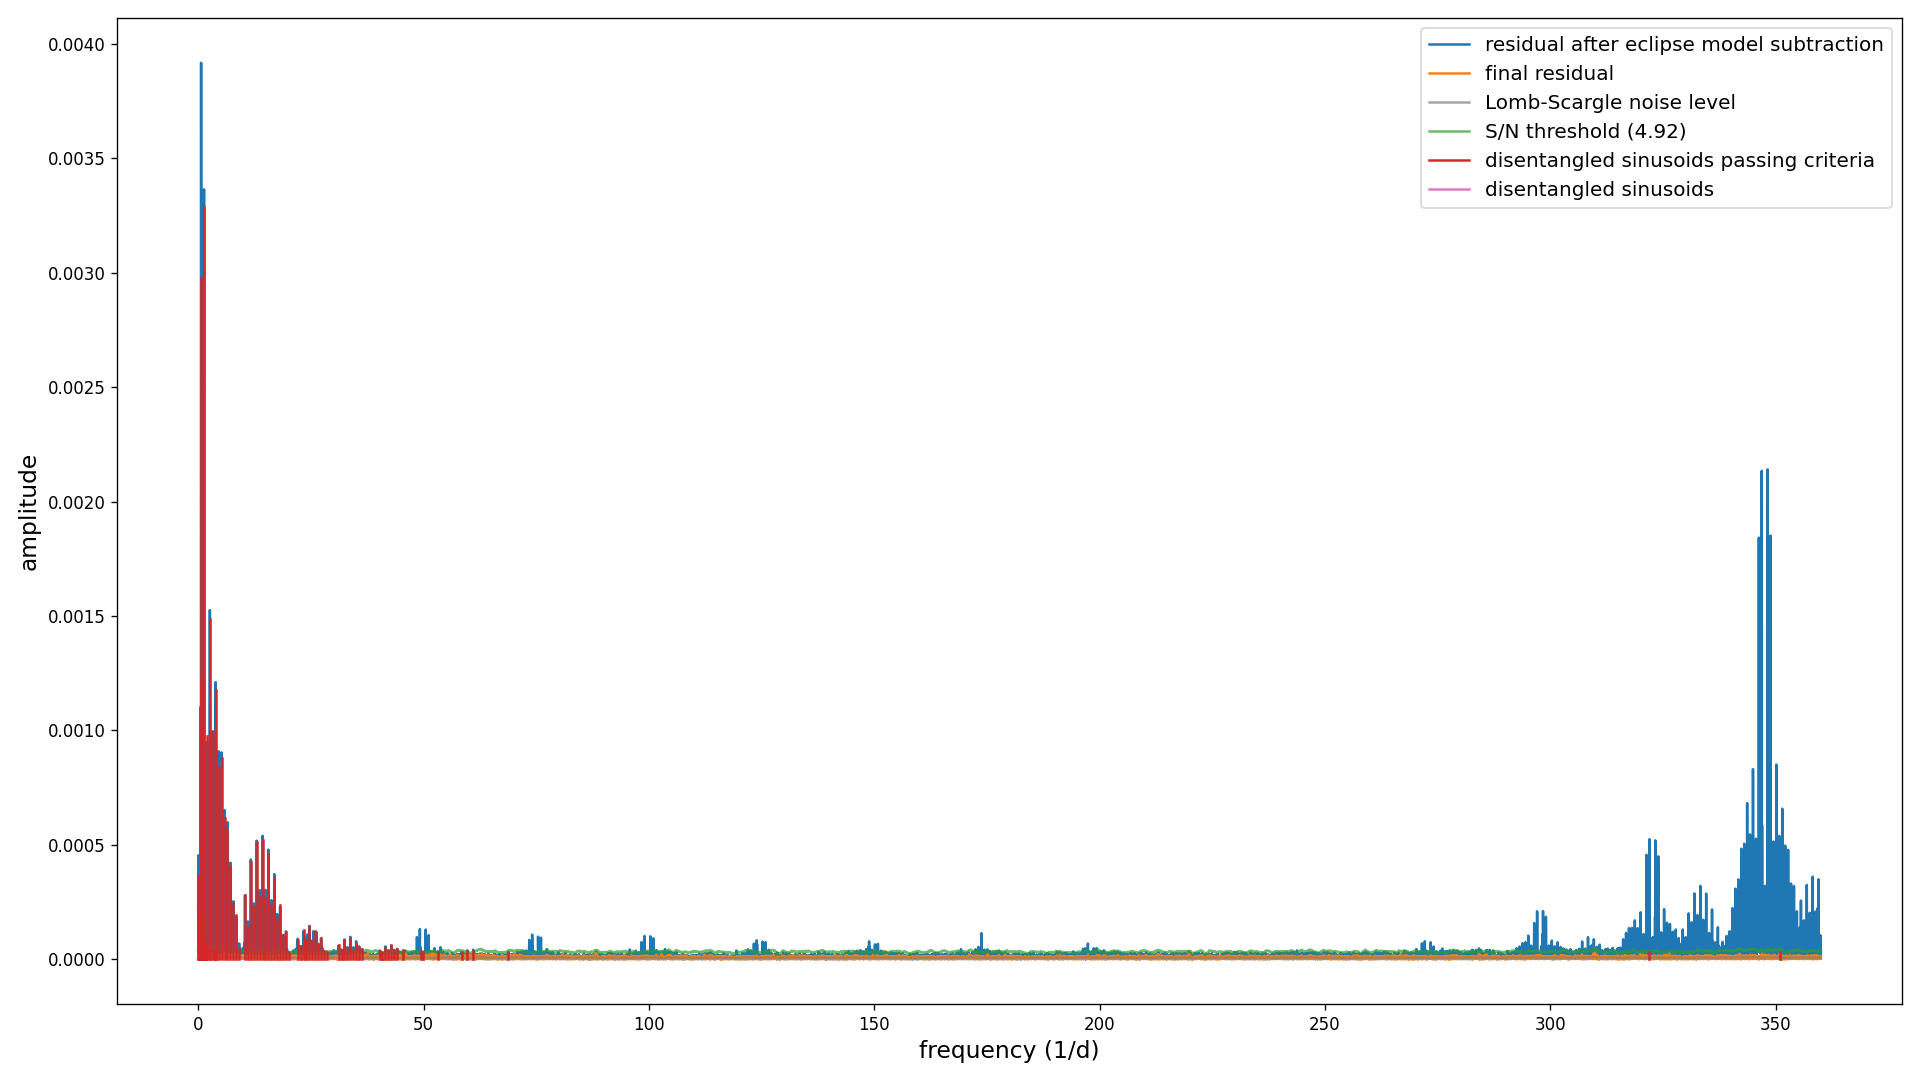 residual after eclipse model subtraction
final residual
Lomb-Scargle noise level
S/N threshold (4.92)
disentangled sinusoids passing criteria
disentangled sinusoids
0.0040
0.0035
0.0030
0.0025
0.0020
0.0015
0.0010
0.0005
0.0000
amplitude
0 50 100 150 200 250 300 350
frequency (1/d)